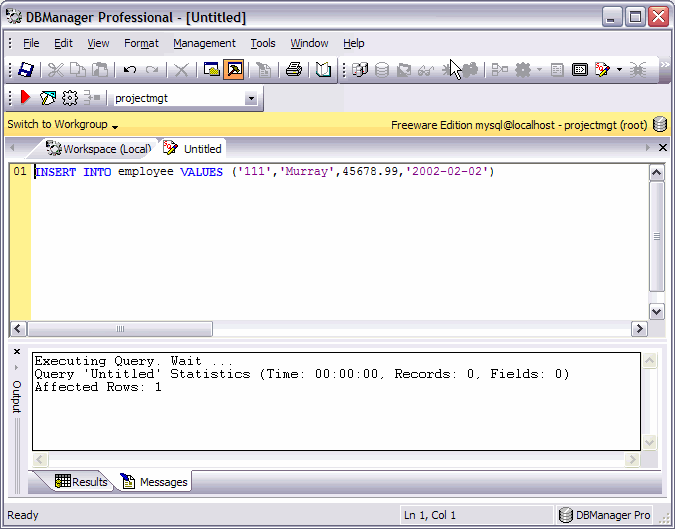 DBManager Professional - [Untitled]
File Edit View Format Management Tools Window Help
projectmgt
Switch to Workgroup
Freeware Edition mysql@localhost - projectmgt (root)
Workspace (Local) Untitled
01 INSERT INTO employee VALUES ('111','Murray',45678.99,'2002-02-02')
Output
Executing Query. Wait ...
Query 'Untitled' Statistics (Time: 00:00:00, Records: 0, Fields: 0)
Affected Rows: 1
Results Messages
Ready Ln 1, Col 1 DBManager Pro